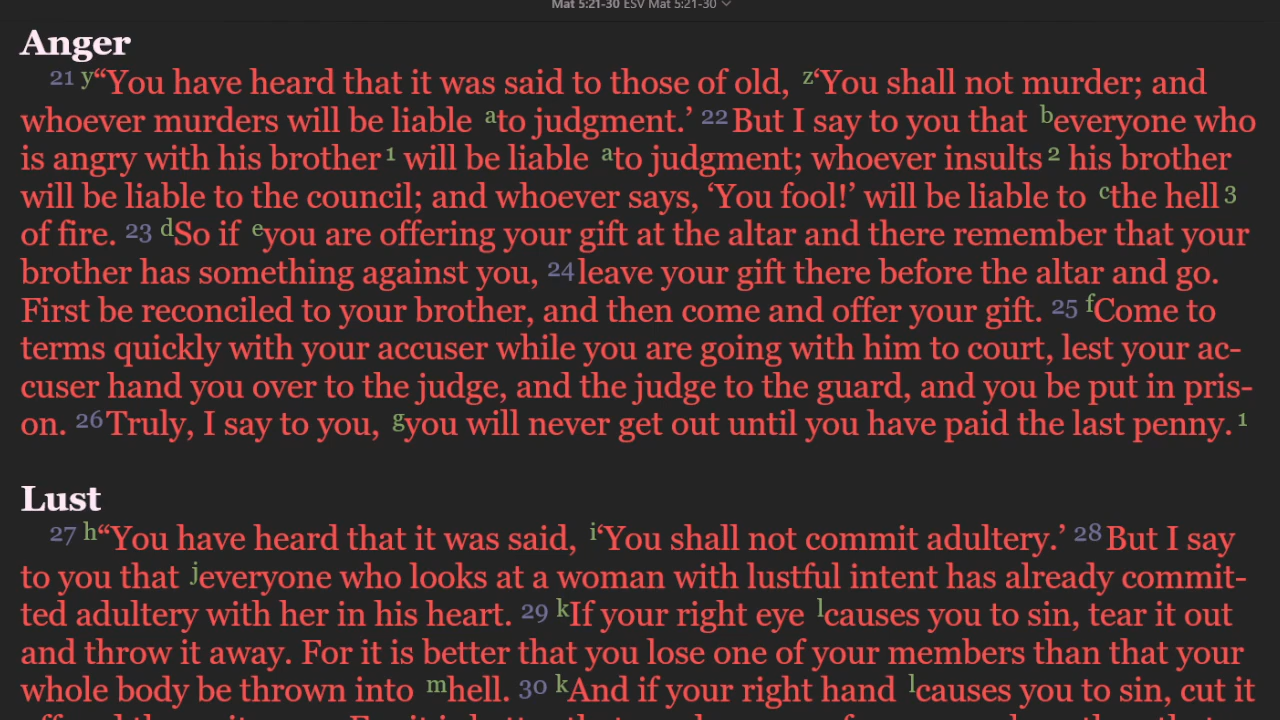 Mat 5:21-30 ESV Mat 5:21-30
Anger
21 y“You have heard that it was said to those of old, z‘You shall not murder; and
whoever murders will be liable ato judgment.’ 22 But I say to you that beveryone who
is angry with his brother1 will be liable ato judgment; whoever insults2 his brother
will be liable to the council; and whoever says, ‘You fool!’ will be liable to cthe hell3
of fire. 23 dSo if eyou are offering your gift at the altar and there remember that your
brother has something against you, 24 leave your gift there before the altar and go.
First be reconciled to your brother, and then come and offer your gift. 25 fCome to
terms quickly with your accuser while you are going with him to court, lest your ac-
cuser hand you over to the judge, and the judge to the guard, and you be put in pris-
on. 26 Truly, I say to you, gyou will never get out until you have paid the last penny.1
Lust
27 h“You have heard that it was said, i‘You shall not commit adultery.’ 28 But I say
to you that jeveryone who looks at a woman with lustful intent has already commit-
ted adultery with her in his heart. 29 kIf your right eye lcauses you to sin, tear it out
and throw it away. For it is better that you lose one of your members than that your
whole body be thrown into mhell. 30 kAnd if your right hand lcauses you to sin, cut it